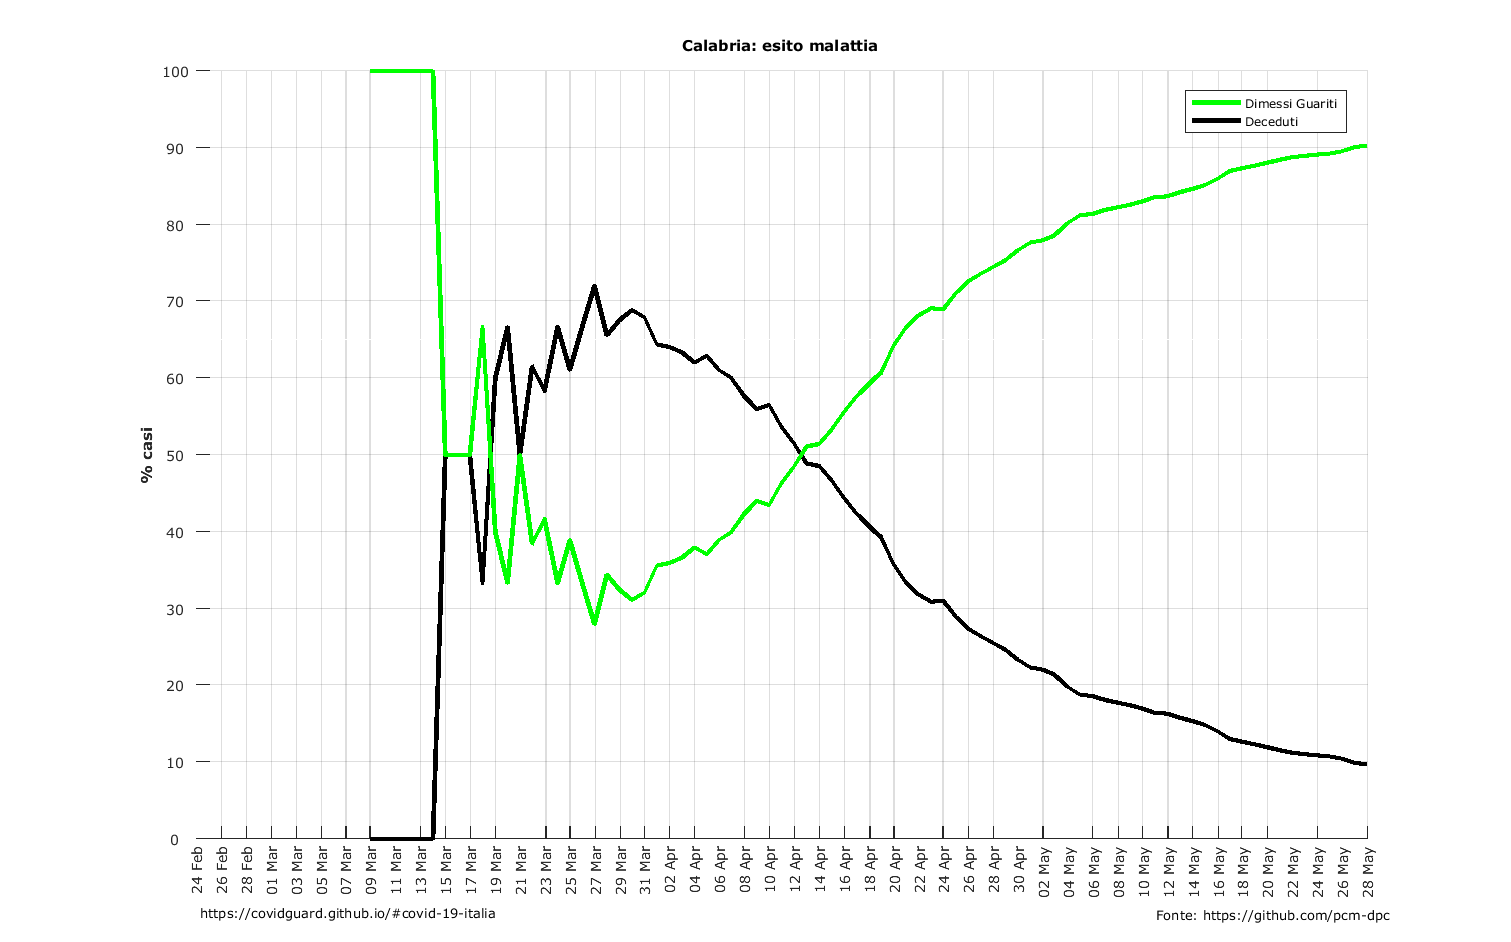 Calabria: esito malattia
Dimessi Guariti
Deceduti
% casi
100
90
80
70
60
50
40
30
20
10
0
24 Feb
26 Feb
28 Feb
01 Mar
03 Mar
05 Mar
07 Mar
09 Mar
11 Mar
13 Mar
15 Mar
17 Mar
19 Mar
21 Mar
23 Mar
25 Mar
27 Mar
29 Mar
31 Mar
02 Apr
04 Apr
06 Apr
08 Apr
10 Apr
12 Apr
14 Apr
16 Apr
18 Apr
20 Apr
22 Apr
24 Apr
26 Apr
28 Apr
30 Apr
02 May
04 May
06 May
08 May
10 May
12 May
14 May
16 May
18 May
20 May
22 May
24 May
26 May
28 May
https://covidguard.github.io/#covid-19-italia
Fonte: https://github.com/pcm-dpc